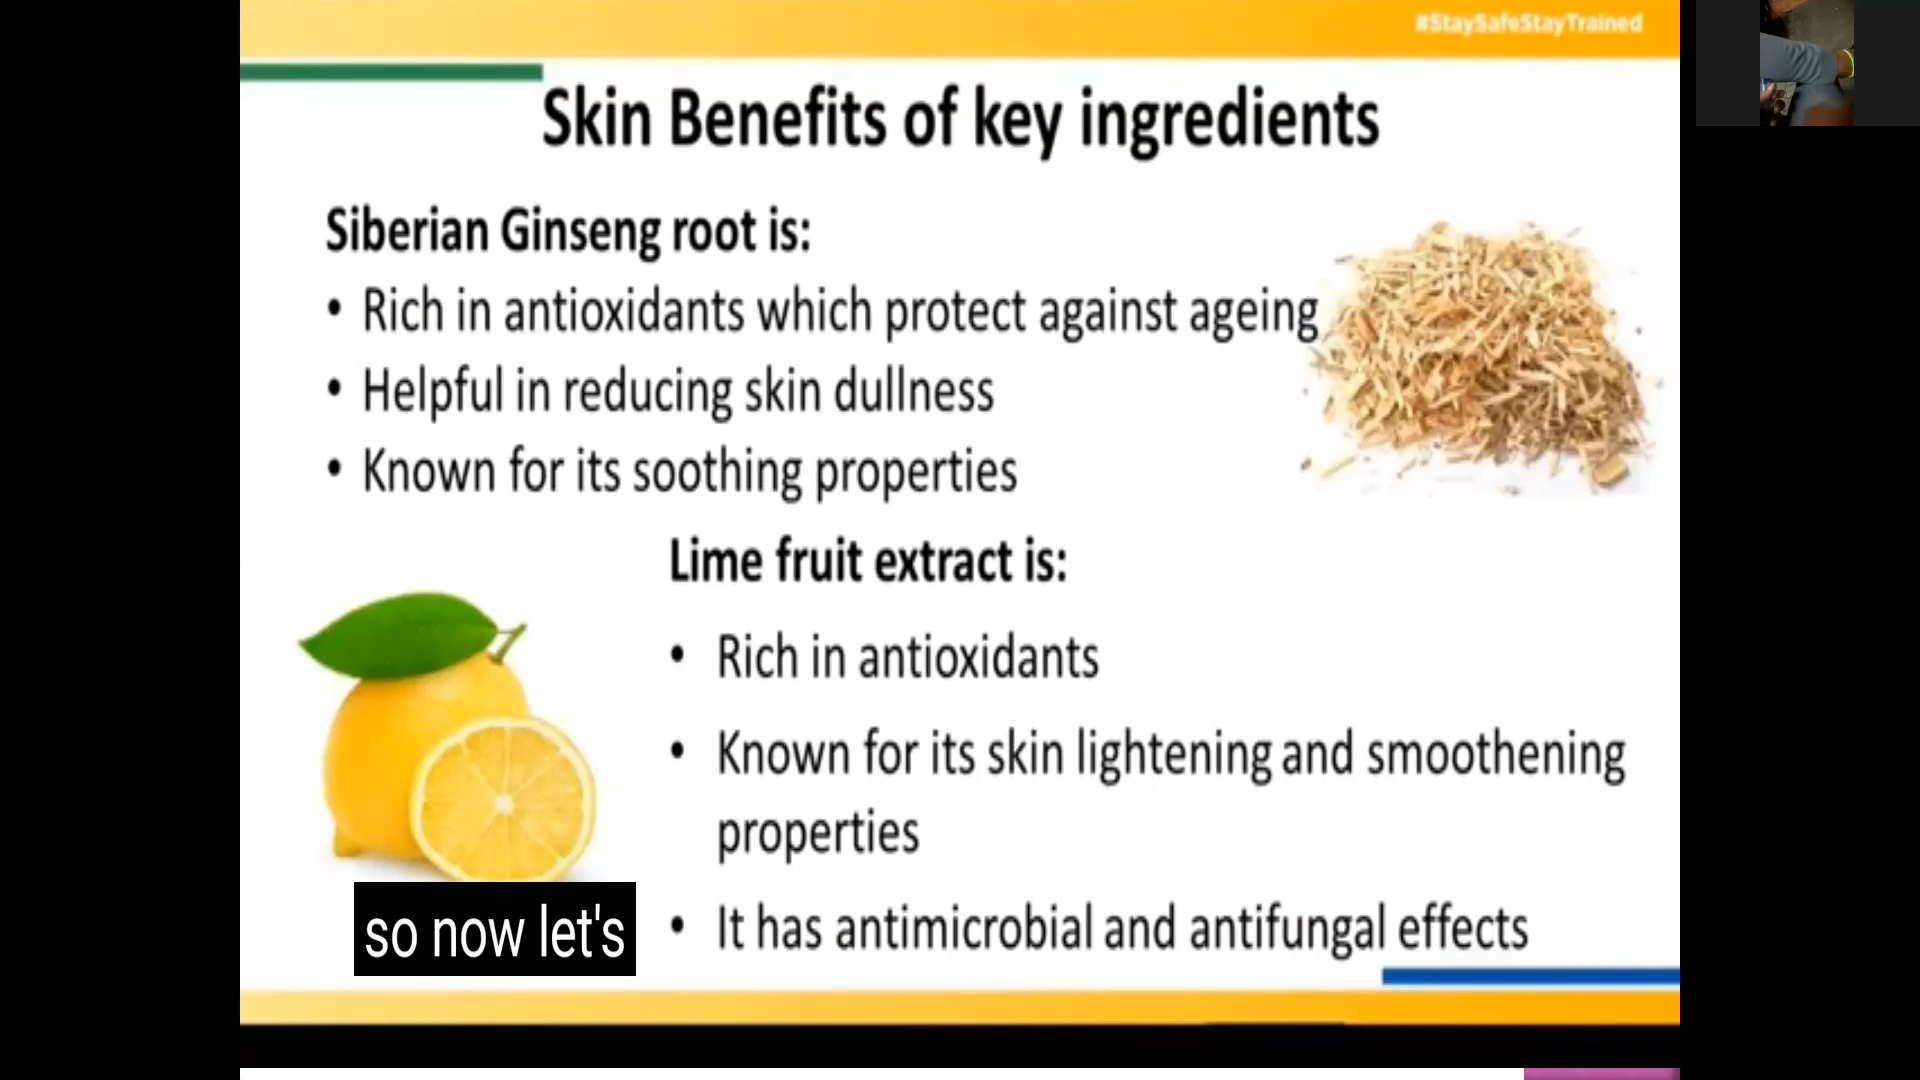 #StaySafeStayTrained
Skin Benefits of key ingredients
Siberian Ginseng root is:
• Rich in antioxidants which protect against ageing
• Helpful in reducing skin dullness
• Known for its soothing properties
Lime fruit extract is:
• Rich in antioxidants
• Known for its skin lightening and smoothening
properties
• It has antimicrobial and antifungal effects
so now let's